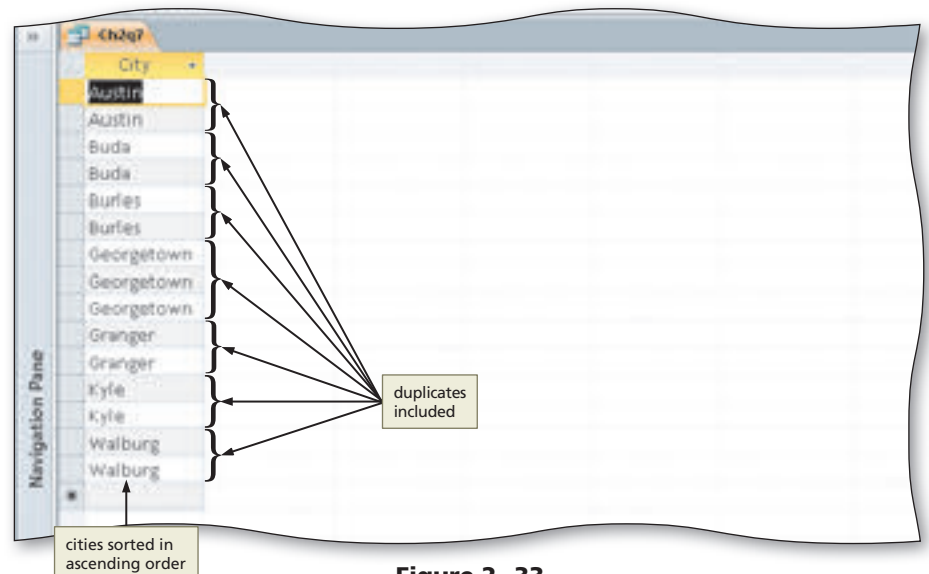 »
Ch2q7
City
Austin
Austin
Buda
Buda
Burles
Burles
Georgetown
Georgetown
Georgetown
Granger
Granger
Kyle
Kyle
Walburg
Walburg
Navigation Pane
duplicates
included
cities sorted in
ascending order
Figure 2–33